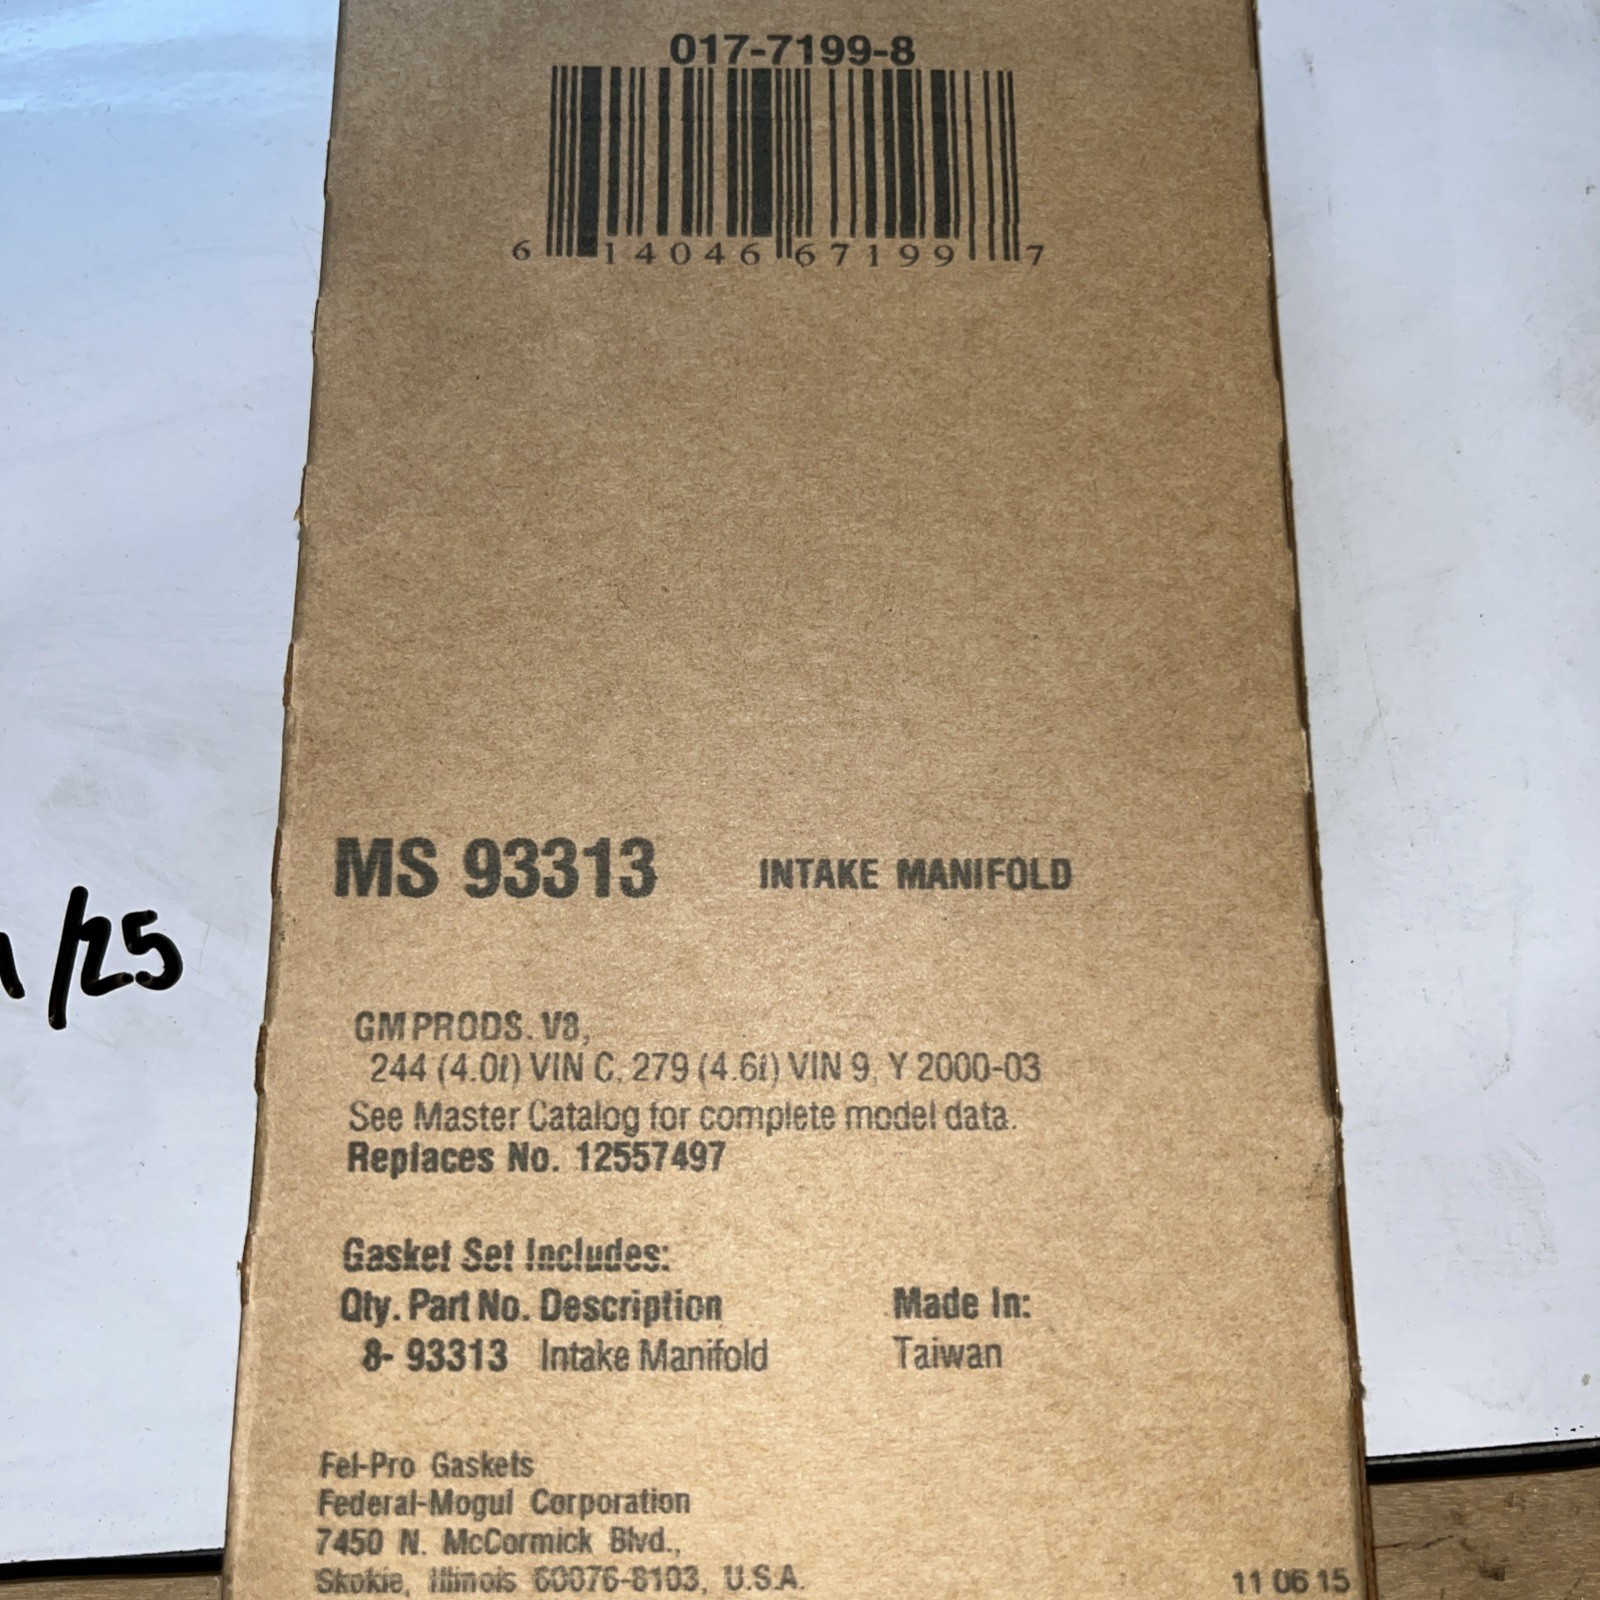 017-7199-8
6 14046 67199 7
MS 93313 INTAKE MANIFOLD
/25
GM PRODS. V8,
244 (4.0ℓ) VIN C, 279 (4.6ℓ) VIN 9, Y 2000-03
See Master Catalog for complete model data.
Replaces No. 12557497
Gasket Set Includes:
Qty. Part No. Description Made In:
8- 93313 Intake Manifold Taiwan
Fel-Pro Gaskets
Federal-Mogul Corporation
7450 N. McCormick Blvd.,
Skokie, Illinois 60076-8103, U.S.A.
11 06 15